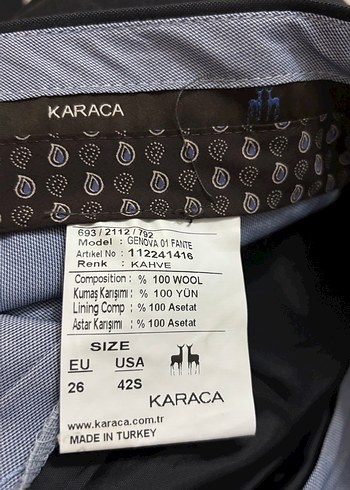 KARACA
693 / 2112 / 792
Model : GENOVA 01 FANTE
Artikel No : 112241416
Renk : KAHVE
Composition : % 100 WOOL
Kumaş Karışımı : % 100 YÜN
Lining Comp : % 100 Asetat
Astar Karışımı : % 100 Asetat
SIZE
EU USA
26 42S
KARACA
www.karaca.com.tr
MADE IN TURKEY